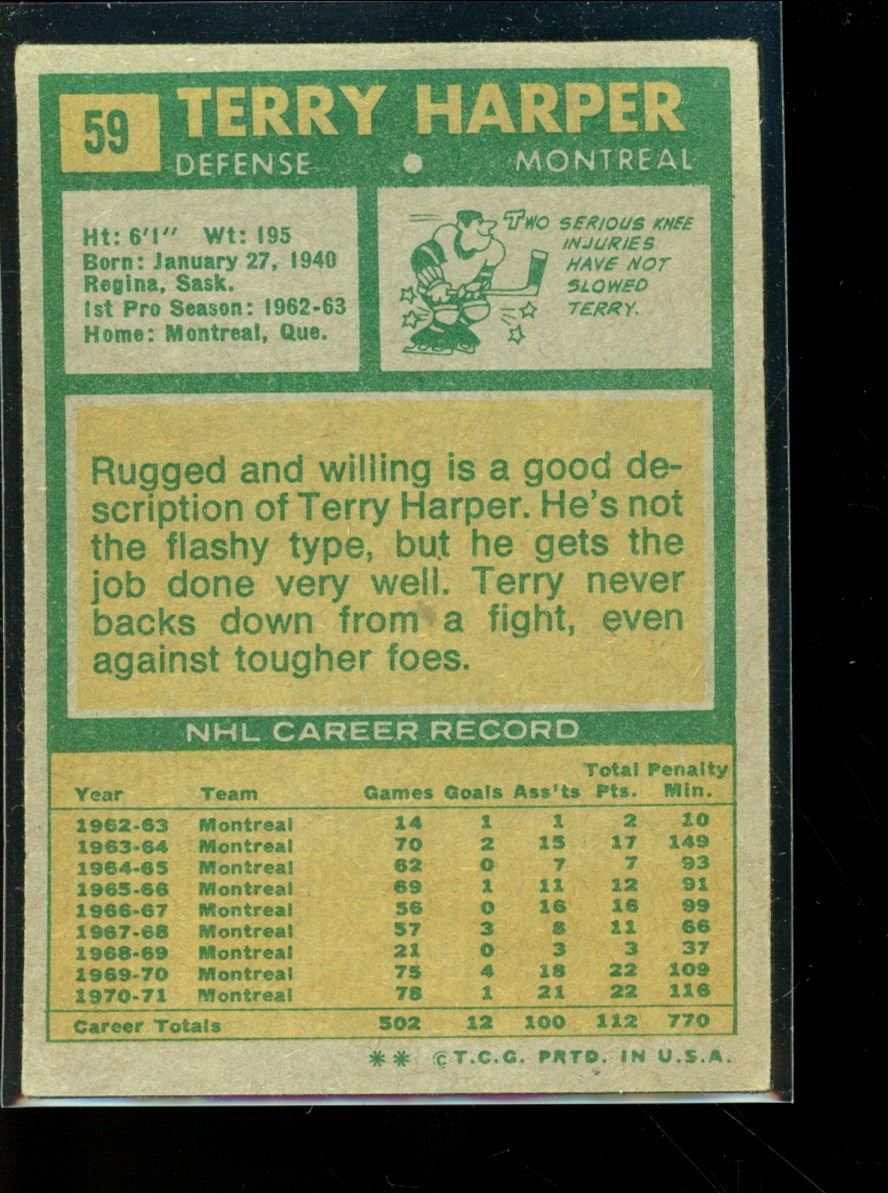 59
TERRY HARPER
DEFENSE • MONTREAL
Ht: 6'1" Wt: 195
Born: January 27, 1940
Regina, Sask.
1st Pro Season: 1962-63
Home: Montreal, Que.
TWO SERIOUS KNEE
INJURIES
HAVE NOT
SLOWED
TERRY.
Rugged and willing is a good de-
scription of Terry Harper. He's not
the flashy type, but he gets the
job done very well. Terry never
backs down from a fight, even
against tougher foes.
NHL CAREER RECORD
Year Team Games Goals Ass'ts Total Pts. Penalty Min.
1962-63 Montreal 14 1 1 2 10
1963-64 Montreal 70 2 15 17 149
1964-65 Montreal 62 0 7 7 93
1965-66 Montreal 69 1 11 12 91
1966-67 Montreal 56 0 16 16 99
1967-68 Montreal 57 3 8 11 66
1968-69 Montreal 21 0 3 3 37
1969-70 Montreal 75 4 18 22 109
1970-71 Montreal 78 1 21 22 116
Career Totals 502 12 100 112 770
** ©T.C.G. PRTD. IN U.S.A.